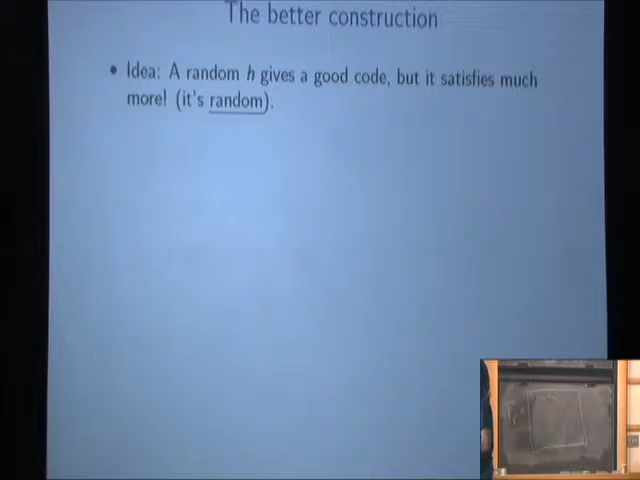 The better construction
• Idea: A random h gives a good code, but it satisfies much
more! (it's random).